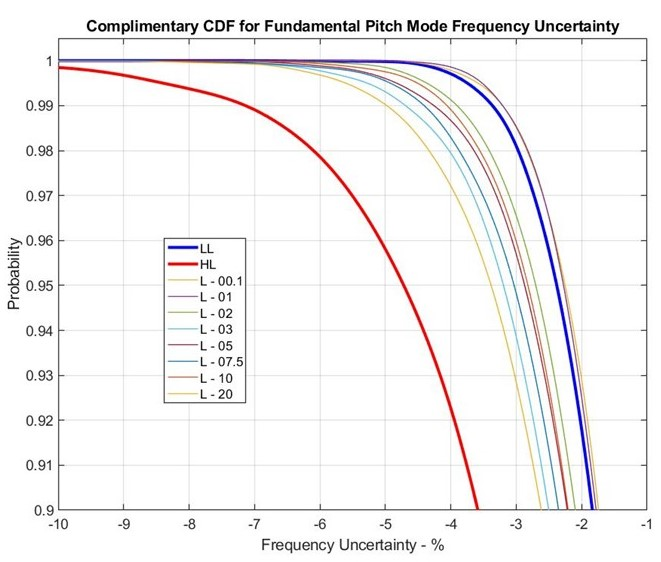 Complimentary CDF for Fundamental Pitch Mode Frequency Uncertainty
1
0.99
0.98
0.97
0.96
0.95
0.94
0.93
0.92
0.91
0.9
Probability
LL
HL
L - 00.1
L - 01
L - 02
L - 03
L - 05
L - 07.5
L - 10
L - 20
-10 -9 -8 -7 -6 -5 -4 -3 -2 -1
Frequency Uncertainty - %